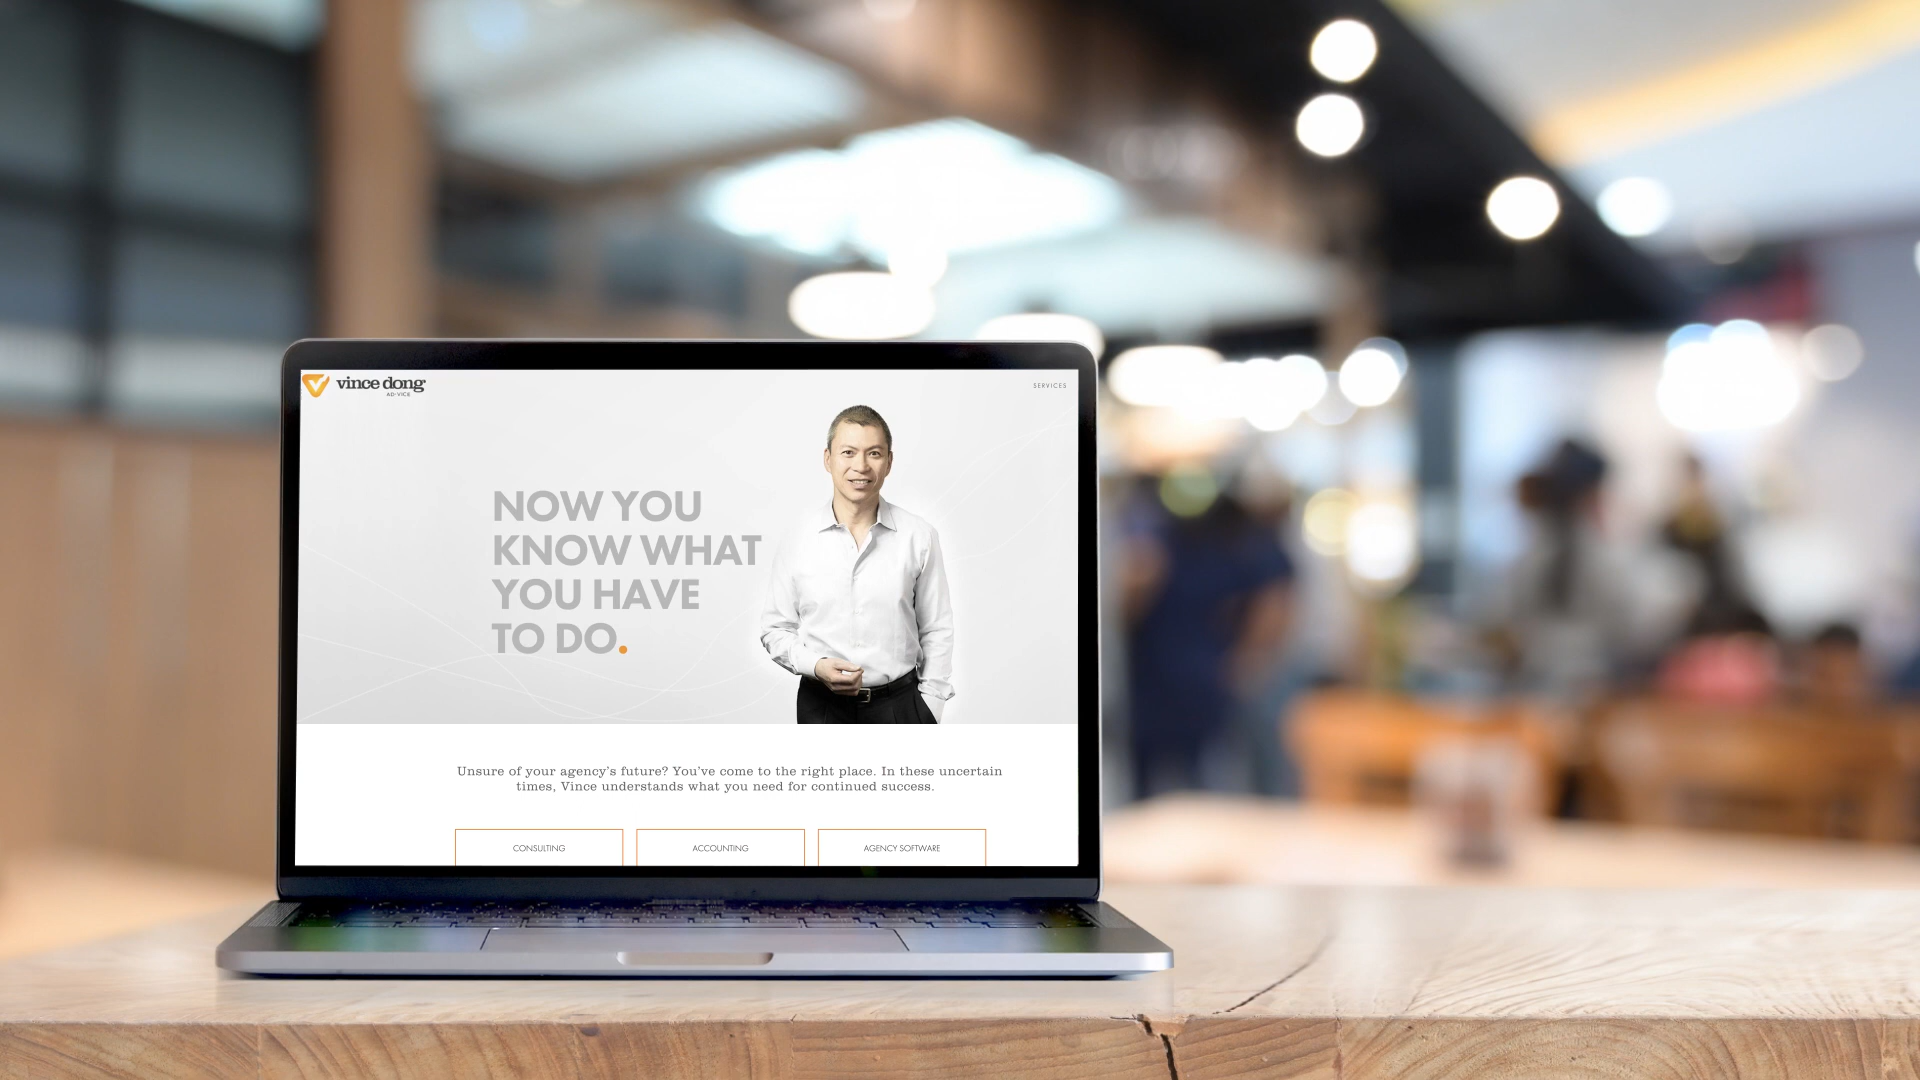 vince dong
AD·VICE
SERVICES
NOW YOU
KNOW WHAT
YOU HAVE
TO DO.
Unsure of your agency’s future? You’ve come to the right place. In these uncertain
times, Vince understands what you need for continued success.
CONSULTING
ACCOUNTING
AGENCY SOFTWARE